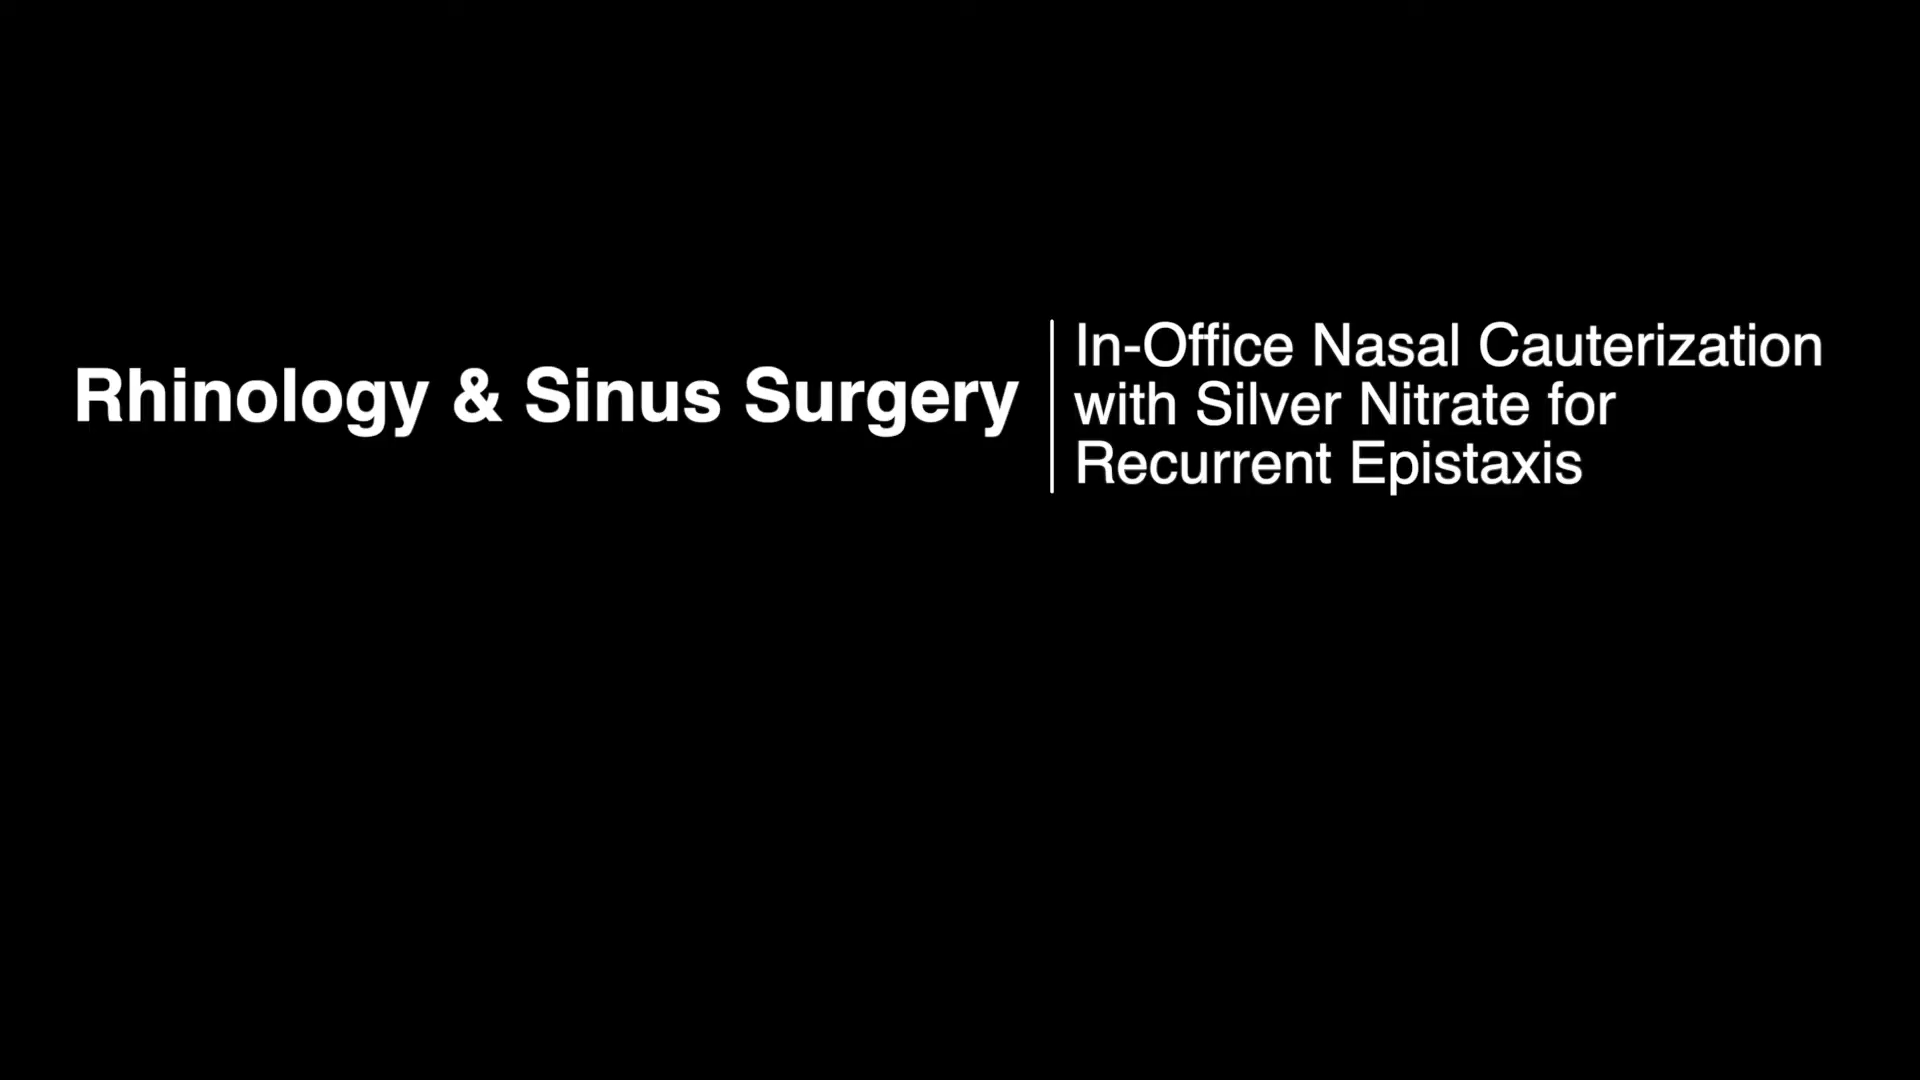 Rhinology & Sinus Surgery
In-Office Nasal Cauterization
with Silver Nitrate for
Recurrent Epistaxis